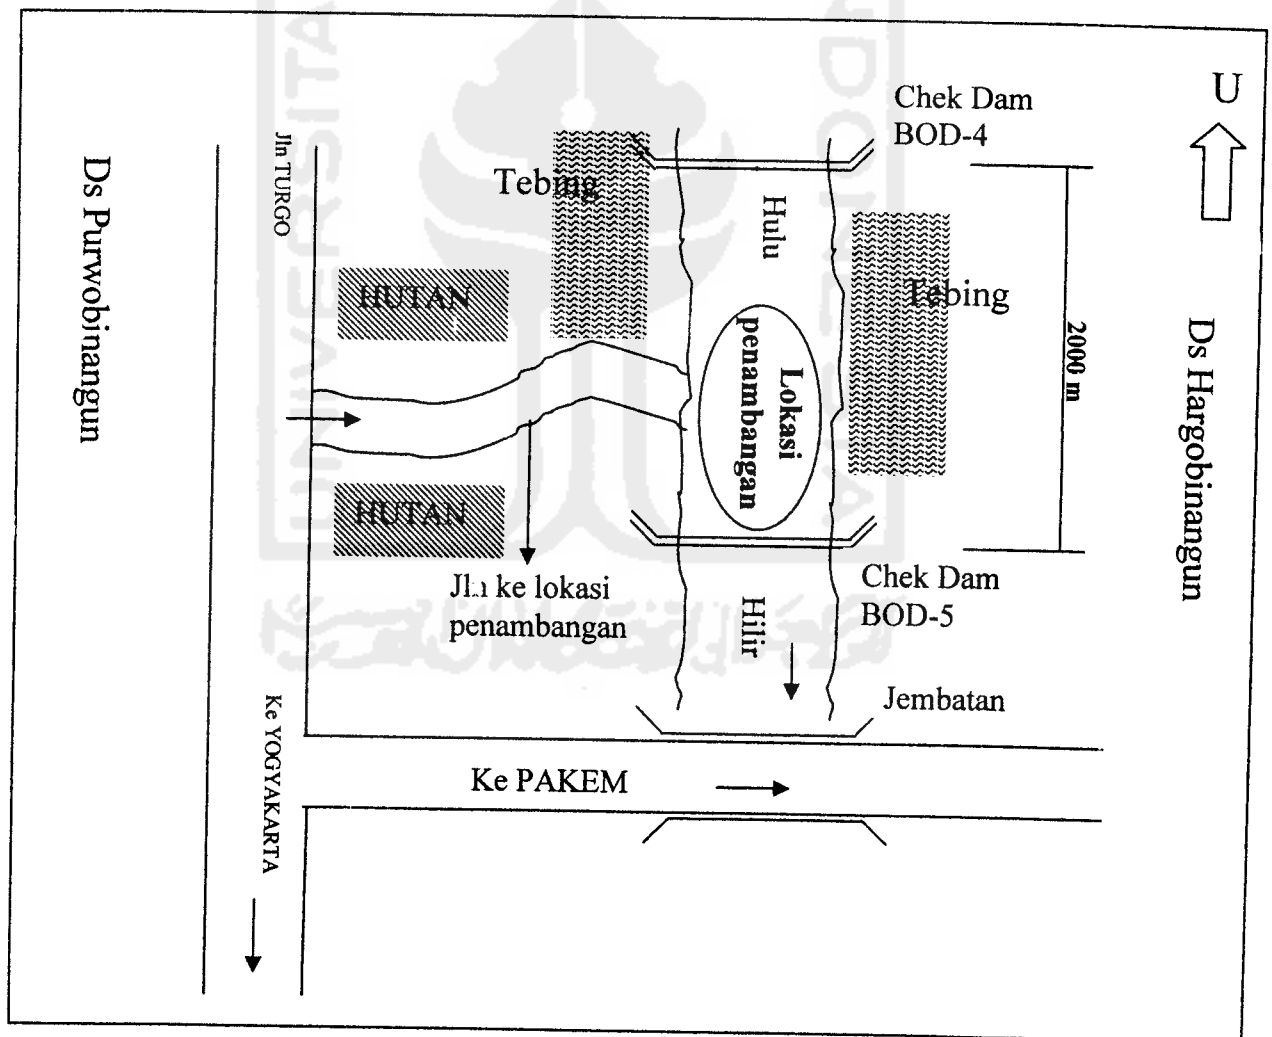 Chek Dam
BOD-4
U
Jln TURGO
Ds Purwobinangun
Tebing
Hulu
HUTAN
Tebing
Lokasi
penambangan
2000 m
Ds Hargobinangun
HUTAN
Jln ke lokasi
penambangan
Chek Dam
BOD-5
Hilir
Jembatan
Ke YOGYAKARTA
Ke PAKEM
UNIVERSITA